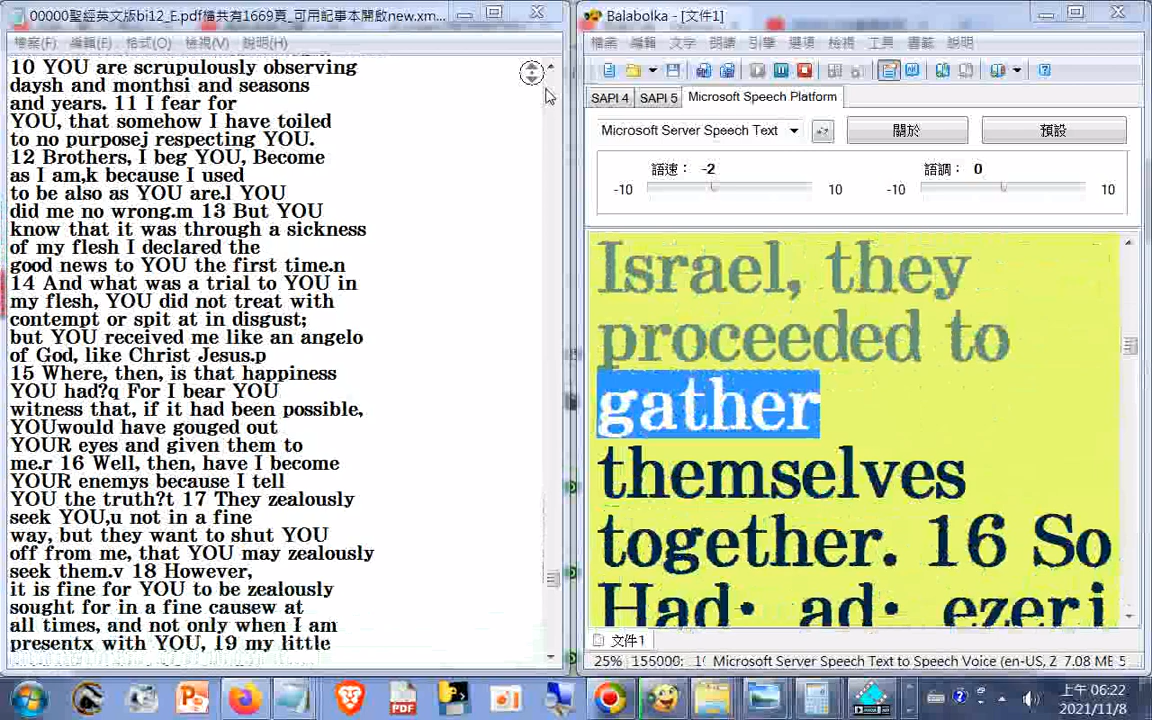 00000聖經英文版bi12_E.pdf檔共有1669頁_可用記事本開啟new.xm...
檔案(F) 編輯(E) 格式(O) 檢視(V) 說明(H)
10 YOU are scrupulously observing
daysh and monthsi and seasons
and years. 11 I fear for
YOU, that somehow I have toiled
to no purposej respecting YOU.
12 Brothers, I beg YOU, Become
as I am,k because I used
to be also as YOU are.l YOU
did me no wrong.m 13 But YOU
know that it was through a sickness
of my flesh I declared the
good news to YOU the first time.n
14 And what was a trial to YOU in
my flesh, YOU did not treat with
contempt or spit at in disgust;
but YOU received me like an angelo
of God, like Christ Jesus.p
15 Where, then, is that happiness
YOU had?q For I bear YOU
witness that, if it had been possible,
YOUwould have gouged out
YOUR eyes and given them to
me.r 16 Well, then, have I become
YOUR enemys because I tell
YOU the truth?t 17 They zealously
seek YOU,u not in a fine
way, but they want to shut YOU
off from me, that YOU may zealously
seek them.v 18 However,
it is fine for YOU to be zealously
sought for in a fine causew at
all times, and not only when I am
presentx with YOU, 19 my little
Balabolka - [文件1]
檔案 編輯 文字 朗讀 引擎 選項 檢視 工具 書籤 說明
SAPI 4 SAPI 5 Microsoft Speech Platform
Microsoft Server Speech Text 關於 預設
語速： -2 語調： 0
-10 10 -10 10
Israel, they
proceeded to
gather
themselves
together. 16 So
Had· ad· ezeri
文件1
25% 155000: Microsoft Server Speech Text to Speech Voice (en-US, 7.08 MB
PDF
上午 06:22
2021/11/8